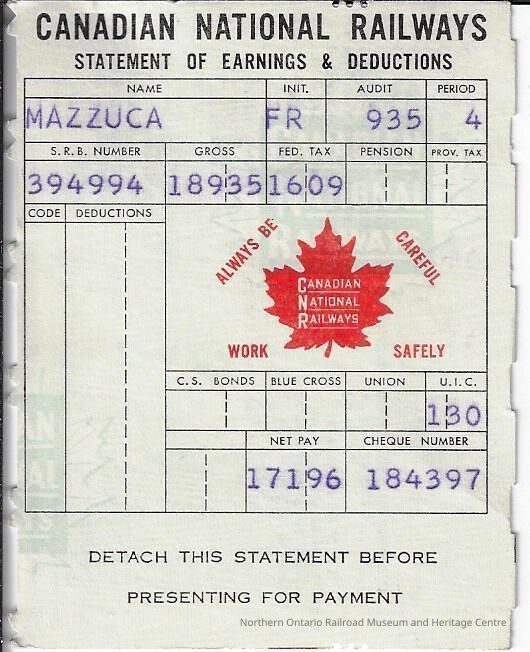 CANADIAN NATIONAL RAILWAYS
STATEMENT OF EARNINGS & DEDUCTIONS
NAME INIT. AUDIT PERIOD
MAZZUCA FR 935 4
S.R.B. NUMBER GROSS FED. TAX PENSION PROV. TAX
394994 18935 1609
CODE DEDUCTIONS
ALWAYS BE CAREFUL
CANADIAN
NATIONAL
RAILWAYS
WORK SAFELY
C.S. BONDS BLUE CROSS UNION U.I.C.
130
NET PAY CHEQUE NUMBER
17196 184397
DETACH THIS STATEMENT BEFORE
PRESENTING FOR PAYMENT
Northern Ontario Railroad Museum and Heritage Centre